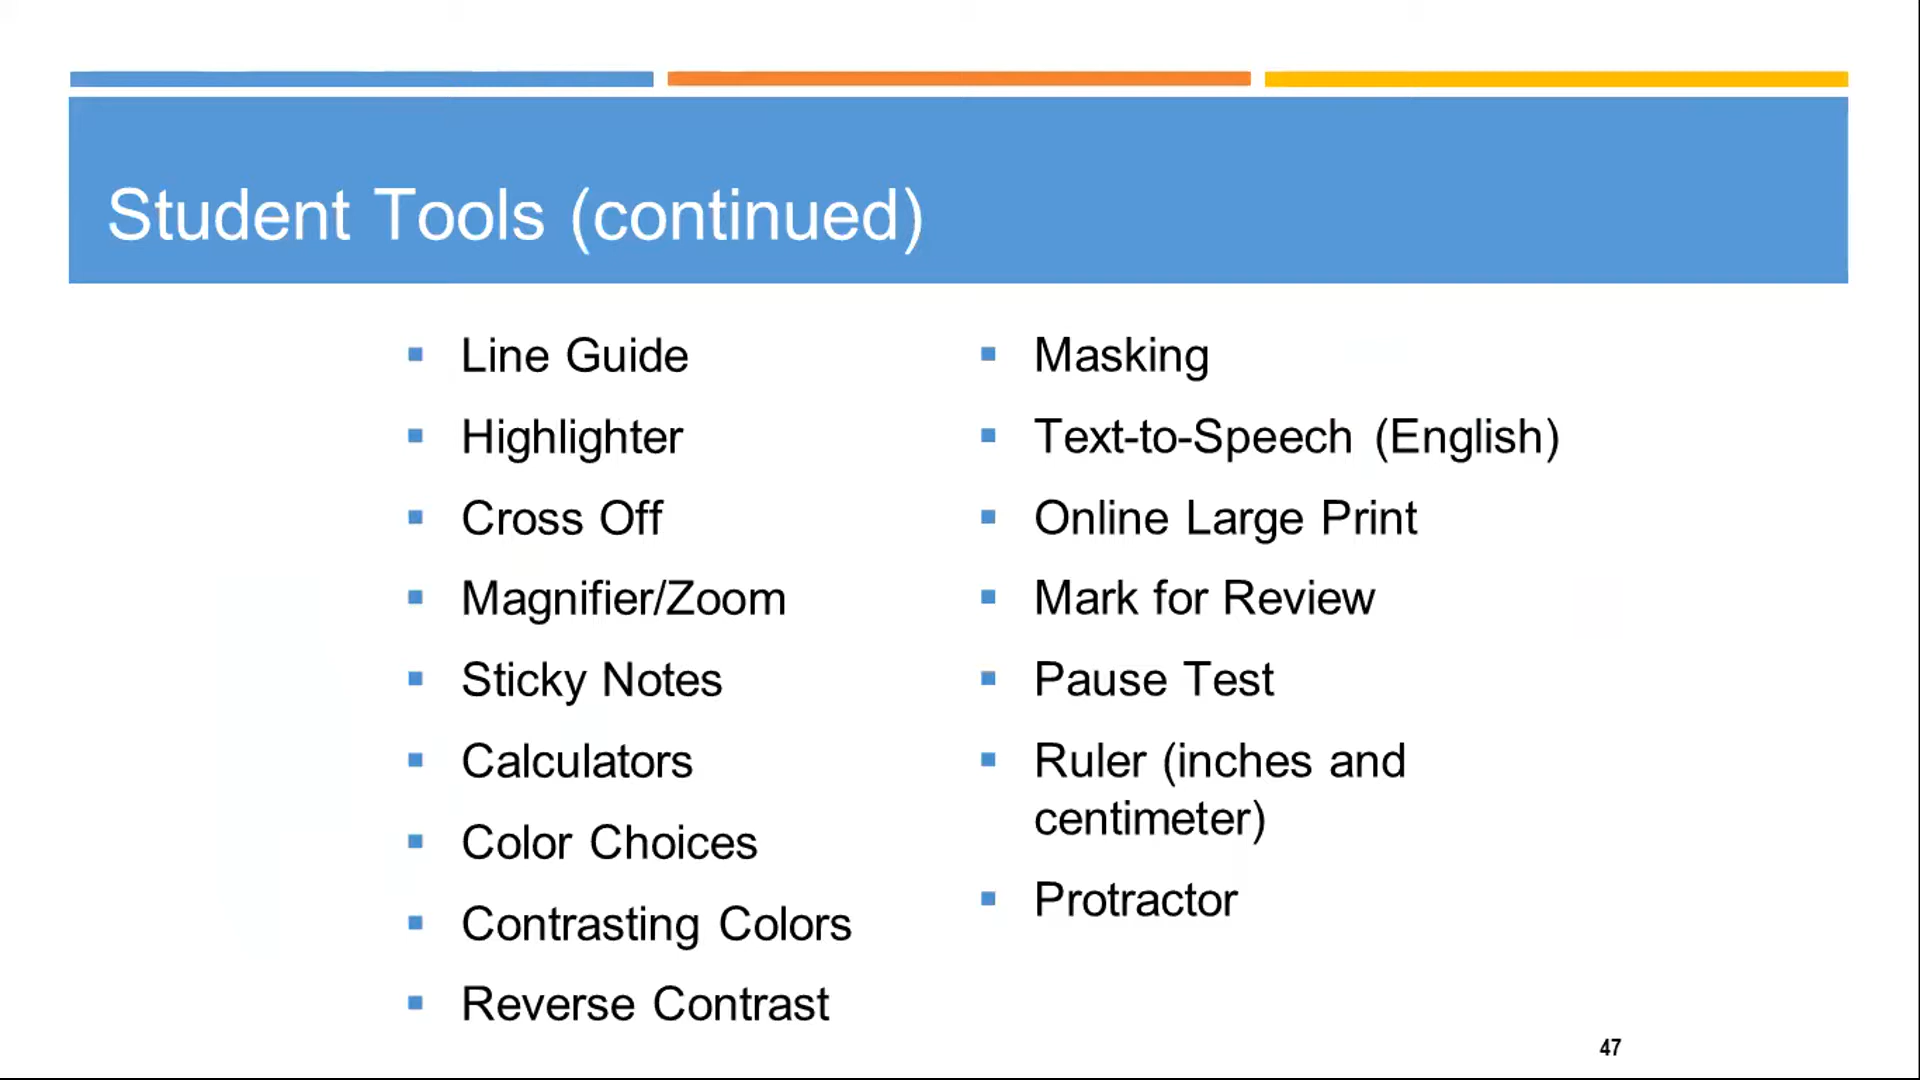 Student Tools (continued)
Line Guide
Highlighter
Cross Off
Magnifier/Zoom
Sticky Notes
Calculators
Color Choices
Contrasting Colors
Reverse Contrast
Masking
Text-to-Speech (English)
Online Large Print
Mark for Review
Pause Test
Ruler (inches and
centimeter)
Protractor
47